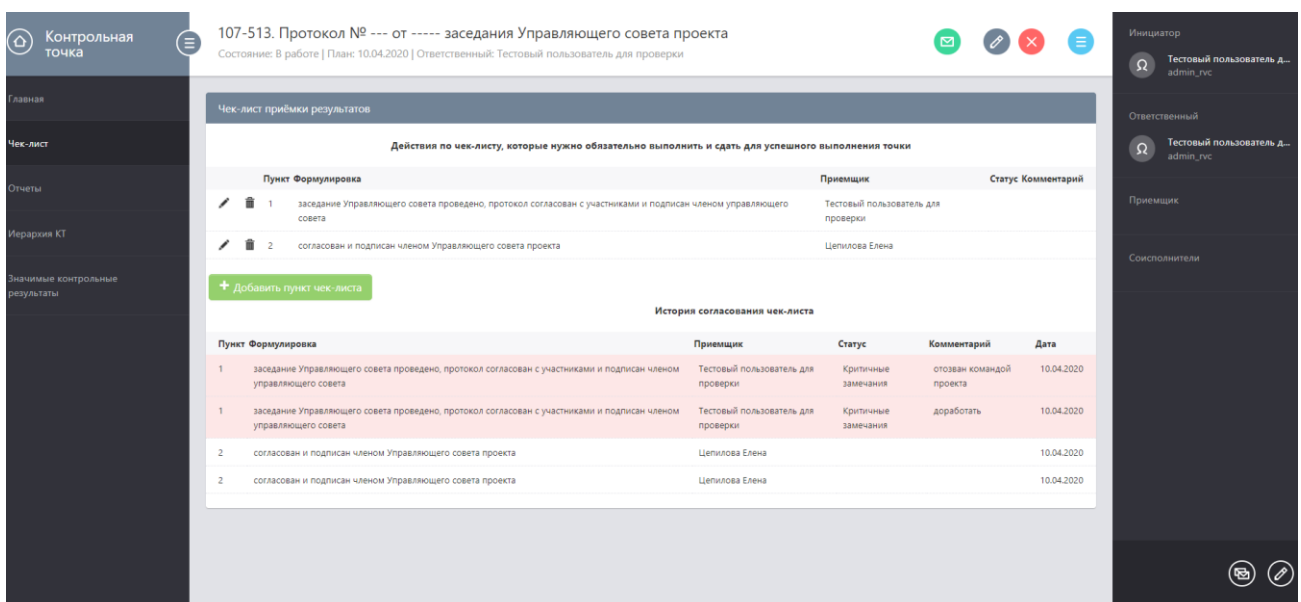 Контрольная
точка
107-513. Протокол № --- от ----- заседания Управляющего совета проекта
Состояние: В работе | План: 10.04.2020 | Ответственный: Тестовый пользователь для проверки
Главная
Чек-лист
Отчеты
Иерархия КТ
Значимые контрольные
результаты
Чек-лист приёмки результатов
Действия по чек-листу, которые нужно обязательно выполнить и сдать для успешного выполнения точки
Пункт Формулировка Приемщик Статус Комментарий
1 заседание Управляющего совета проведено, протокол согласован с участниками и подписан членом управляющего Тестовый пользователь для
совета проверки
2 согласован и подписан членом Управляющего совета проекта Цепилова Елена
+ Добавить пункт чек-листа
История согласования чек-листа
Пункт Формулировка Приемщик Статус Комментарий Дата
1 заседание Управляющего совета проведено, протокол согласован с участниками и подписан членом Тестовый пользователь для Критичные отозван командой 10.04.2020
управляющего совета проверки замечания проекта
1 заседание Управляющего совета проведено, протокол согласован с участниками и подписан членом Тестовый пользователь для Критичные доработать 10.04.2020
управляющего совета проверки замечания
2 согласован и подписан членом Управляющего совета проекта Цепилова Елена 10.04.2020
2 согласован и подписан членом Управляющего совета проекта Цепилова Елена 10.04.2020
Инициатор
Тестовый пользователь д...
admin_rvc
Ответственный
Тестовый пользователь д...
admin_rvc
Приемщик
Соисполнители